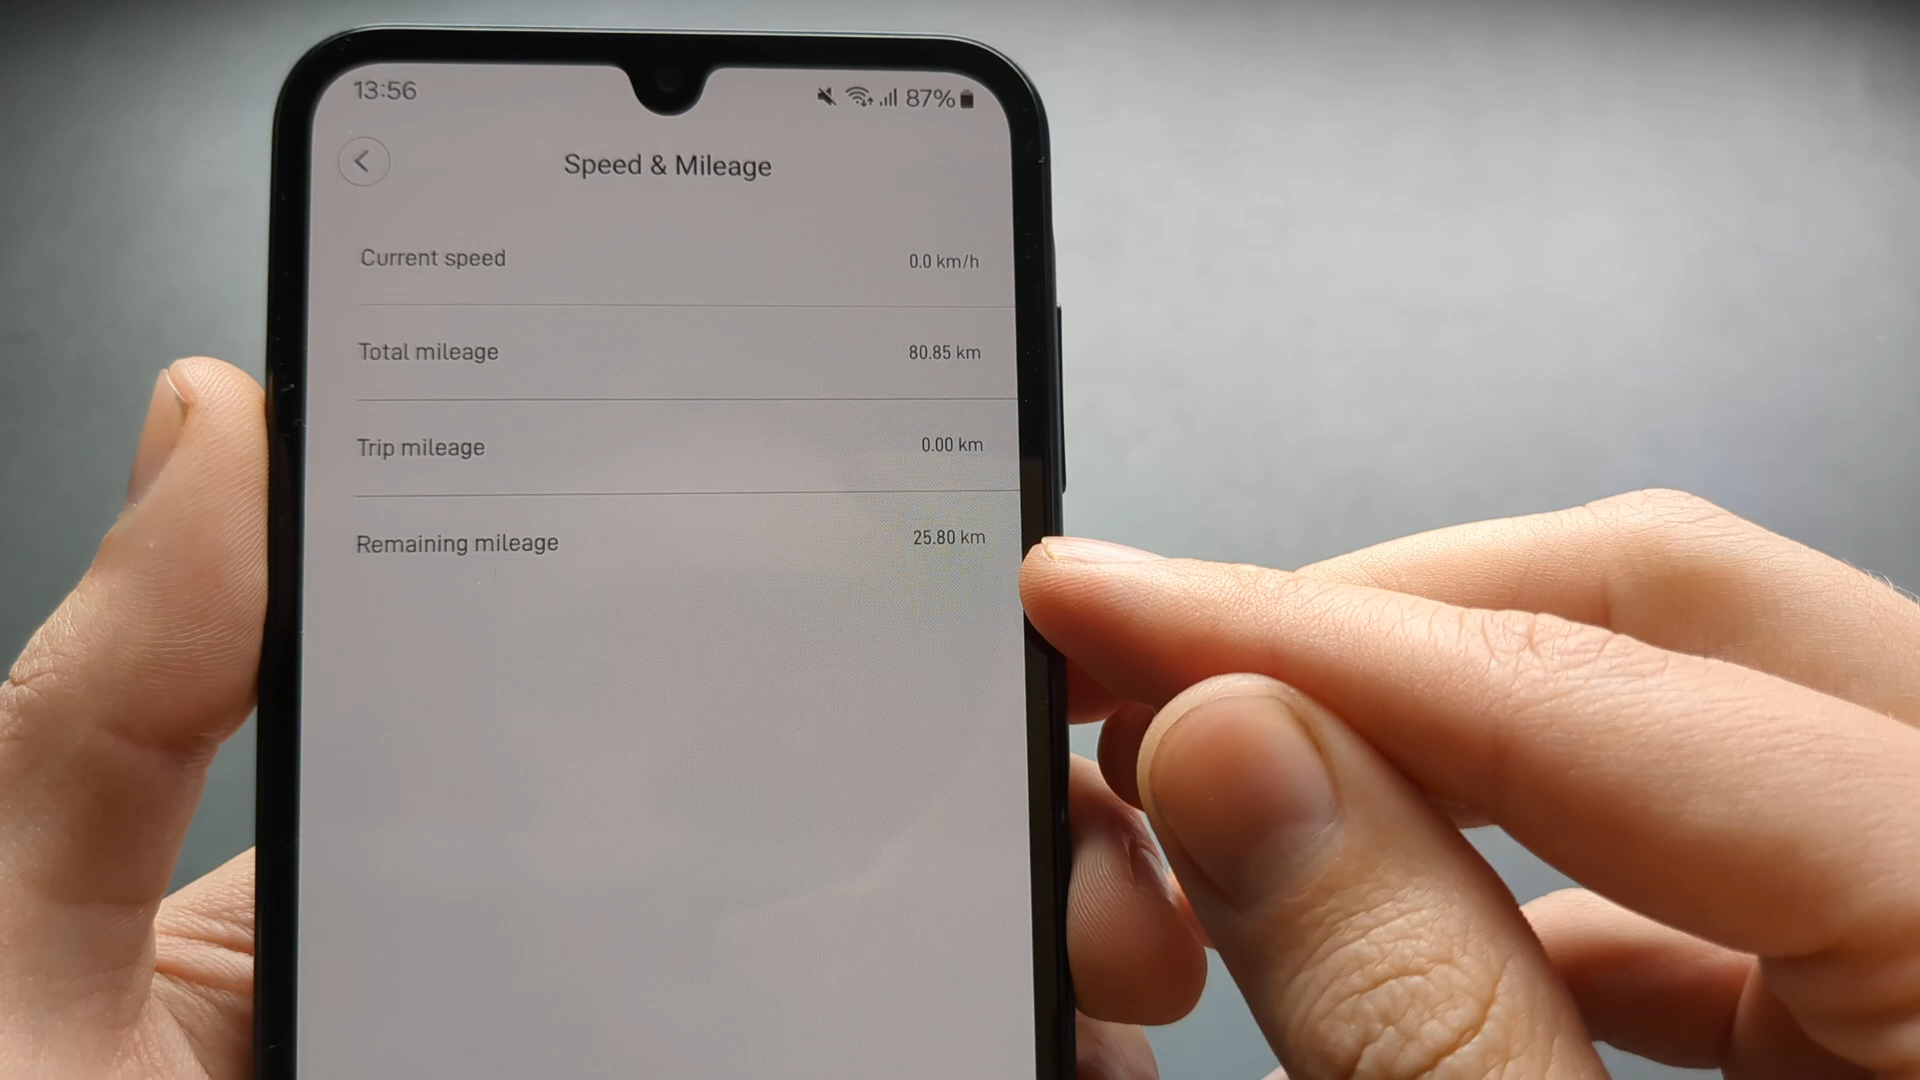 13:56
87%
Speed & Mileage
Current speed
0.0 km/h
Total mileage
80.85 km
Trip mileage
0.00 km
Remaining mileage
25.80 km